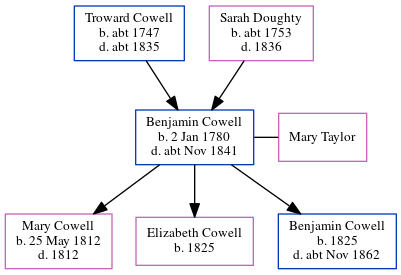 Troward Cowell
b. abt 1747
d. abt 1835
Sarah Doughty
b. abt 1753
d. 1836
Benjamin Cowell
b. 2 Jan 1780
d. abt Nov 1841
Mary Taylor
Mary Cowell
b. 25 May 1812
d. 1812
Elizabeth Cowell
b. 1825
Benjamin Cowell
b. 1825
d. abt Nov 1862